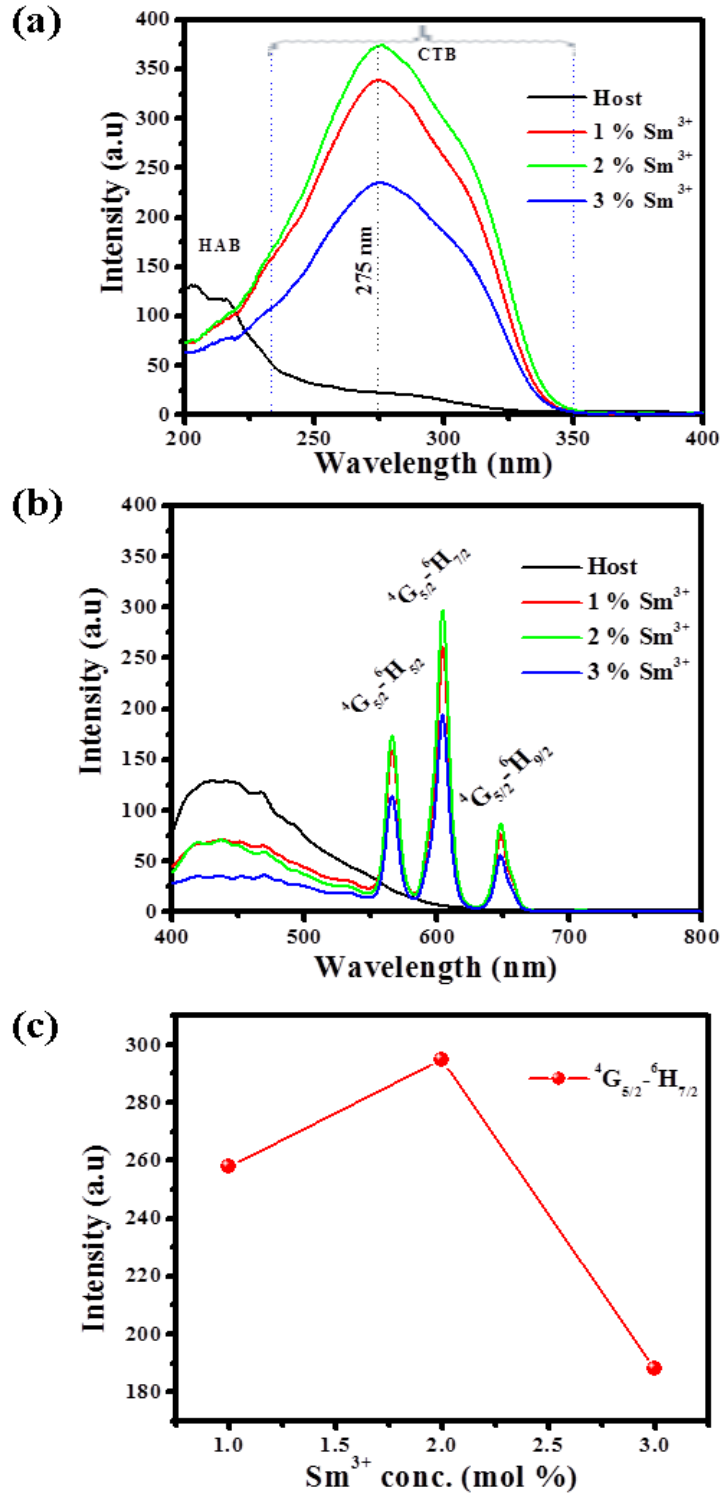 (a)
400
350
300
250
200
150
100
50
0
Intensity (a.u)
CTB
HAB
275 nm
Host
1 % Sm³⁺
2 % Sm³⁺
3 % Sm³⁺
200 250 300 350 400
Wavelength (nm)
(b)
400
350
300
250
200
150
100
50
0
Intensity (a.u)
⁴G₅/₂-⁶H₅/₂
⁴G₅/₂-⁶H₇/₂
⁴G₅/₂-⁶H₉/₂
Host
1 % Sm³⁺
2 % Sm³⁺
3 % Sm³⁺
400 500 600 700 800
Wavelength (nm)
(c)
300
280
260
240
220
200
180
Intensity (a.u)
⁴G₅/₂-⁶H₇/₂
1.0 1.5 2.0 2.5 3.0
Sm³⁺ conc. (mol %)